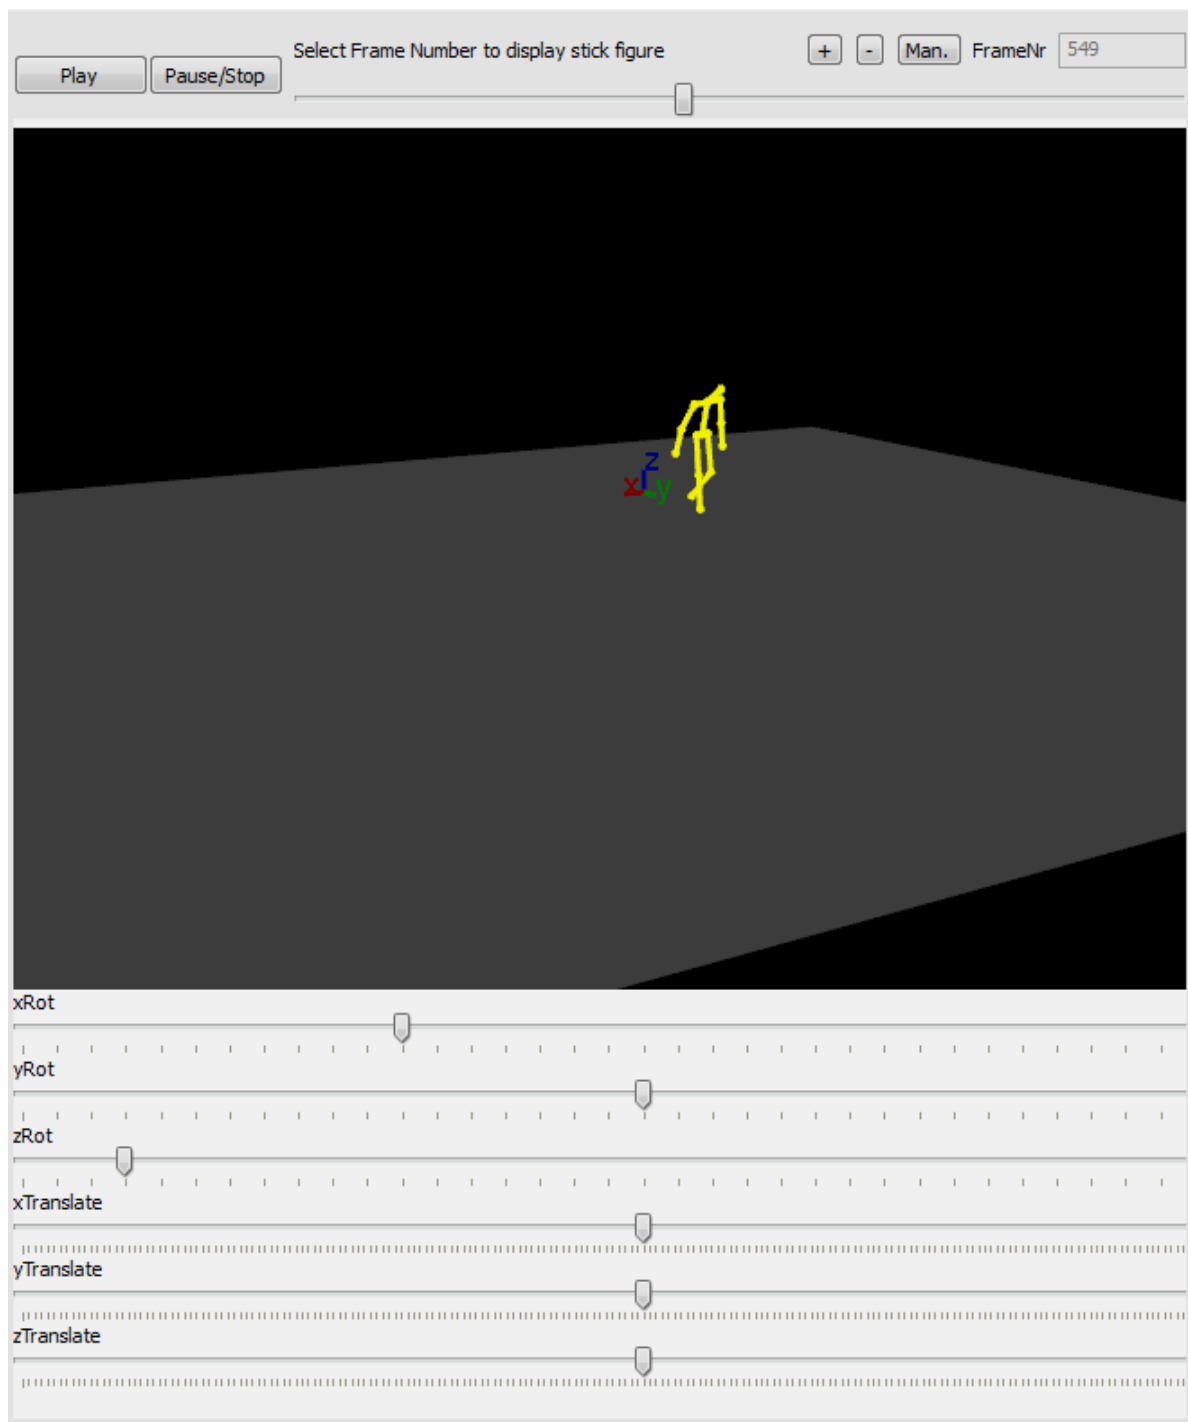 Select Frame Number to display stick figure
+ - Man. FrameNr 549
Play Pause/Stop
z
x y
xRot
yRot
zRot
xTranslate
yTranslate
zTranslate